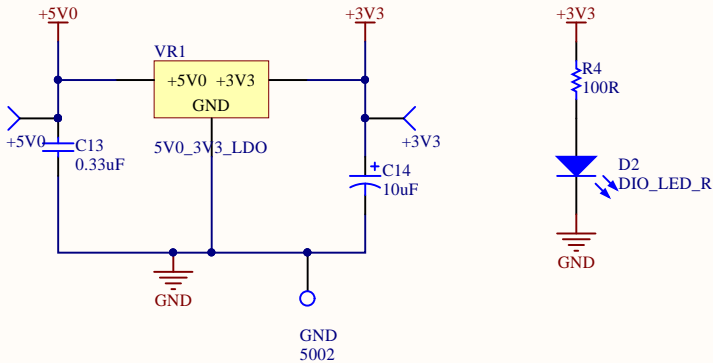 +5V0
+3V3
+3V3
VR1
+5V0 +3V3
GND
5V0_3V3_LDO
+5V0
C13
0.33uF
+3V3
C14
10uF
R4
100R
D2
DIO_LED_R
GND
GND
GND
5002